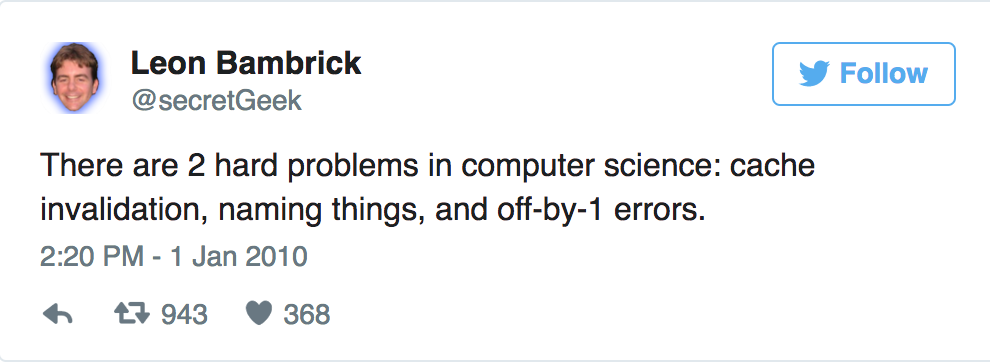 Leon Bambrick
@secretGeek
Follow
There are 2 hard problems in computer science: cache
invalidation, naming things, and off-by-1 errors.
2:20 PM - 1 Jan 2010
943 368